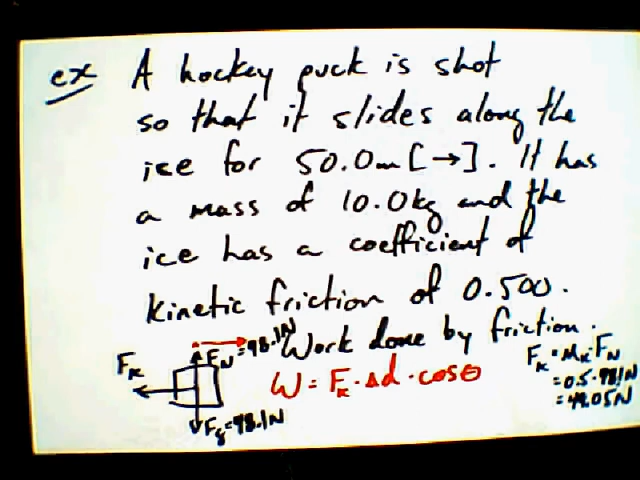 ex A hockey puck is shot
so that it slides along the
ice for 50.0m [→]. It has
a mass of 10.0kg and the
ice has a coefficient of
kinetic friction of 0.500.
Work done by friction.
FN = 98.1N
FK
Fg = 98.1N
W = FK · Δd · cosθ
FK = MK · FN
= 0.5 · 98.1N
= 49.05N